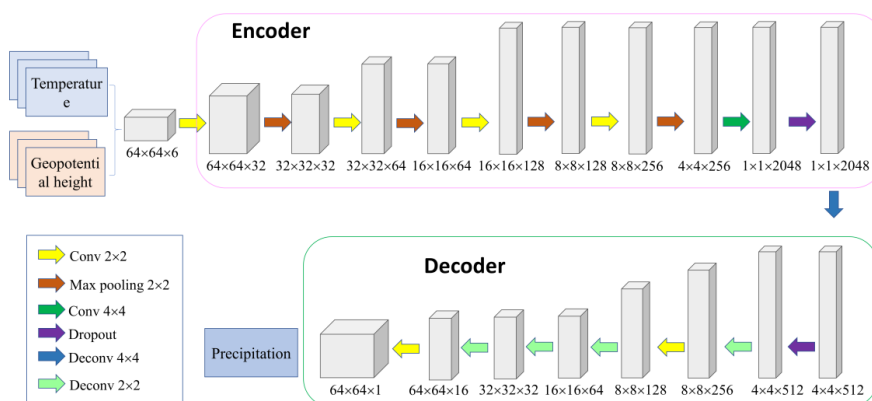 Encoder
Temperatur
e
Geopotenti
al height
64×64×6
64×64×32
32×32×32
32×32×64
16×16×64
16×16×128
8×8×128
8×8×256
4×4×256
1×1×2048
1×1×2048
Conv 2×2
Max pooling 2×2
Conv 4×4
Dropout
Deconv 4×4
Deconv 2×2
Decoder
Precipitation
64×64×1
64×64×16
32×32×32
16×16×64
8×8×128
8×8×256
4×4×512
4×4×512